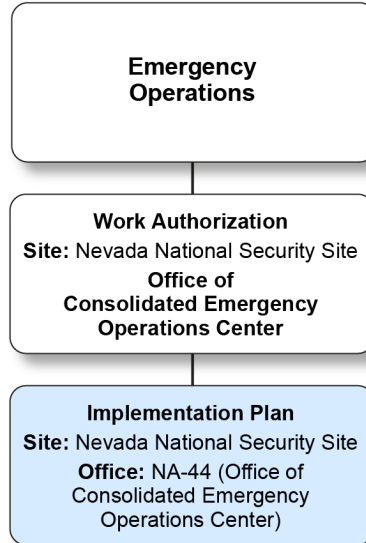 Emergency
Operations
Work Authorization
Site: Nevada National Security Site
Office of
Consolidated Emergency
Operations Center
Implementation Plan
Site: Nevada National Security Site
Office: NA-44 (Office of
Consolidated Emergency
Operations Center)